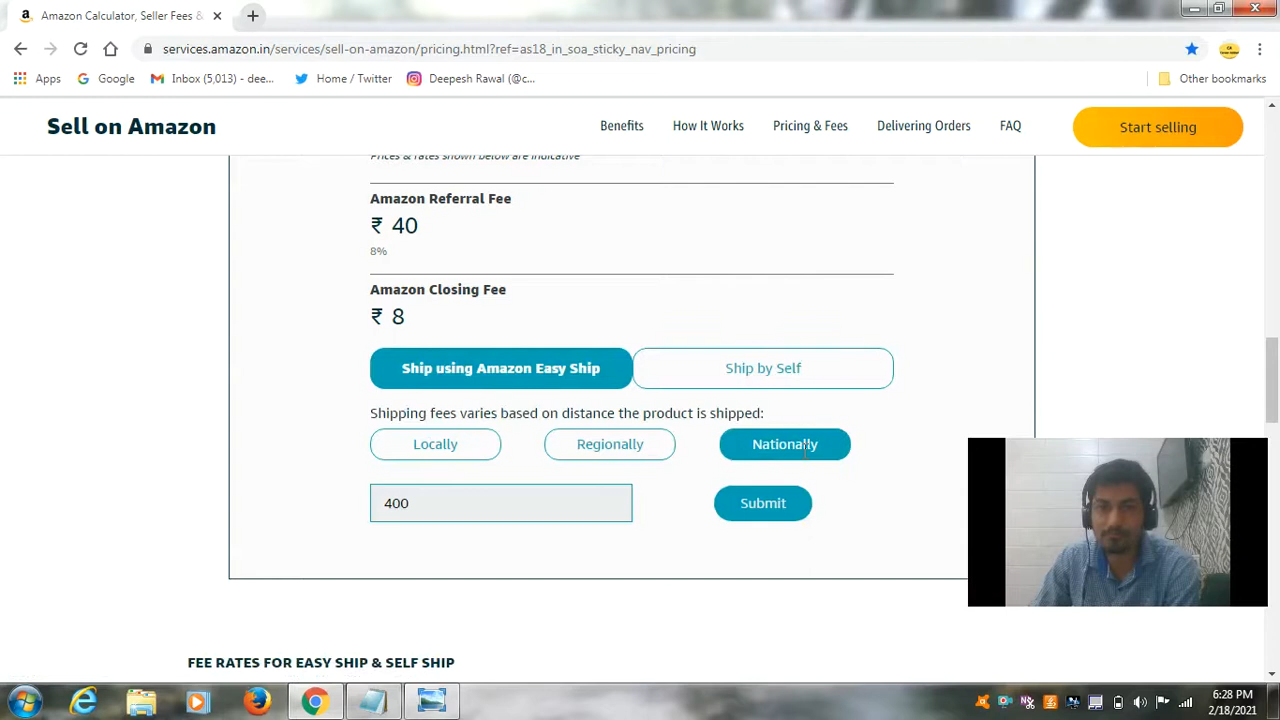 Amazon Calculator, Seller Fees &
services.amazon.in/services/sell-on-amazon/pricing.html?ref=as18_in_soa_sticky_nav_pricing
Apps
Google
Inbox (5,013) - dee...
Home / Twitter
Deepesh Rawal (@c...
Other bookmarks
Sell on Amazon
Benefits
How It Works
Pricing & Fees
Delivering Orders
FAQ
Start selling
Prices & rates shown below are indicative
Amazon Referral Fee
₹ 40
8%
Amazon Closing Fee
₹ 8
Ship using Amazon Easy Ship
Ship by Self
Shipping fees varies based on distance the product is shipped:
Locally
Regionally
Nationally
400
Submit
FEE RATES FOR EASY SHIP & SELF SHIP
6:28 PM
2/18/2021